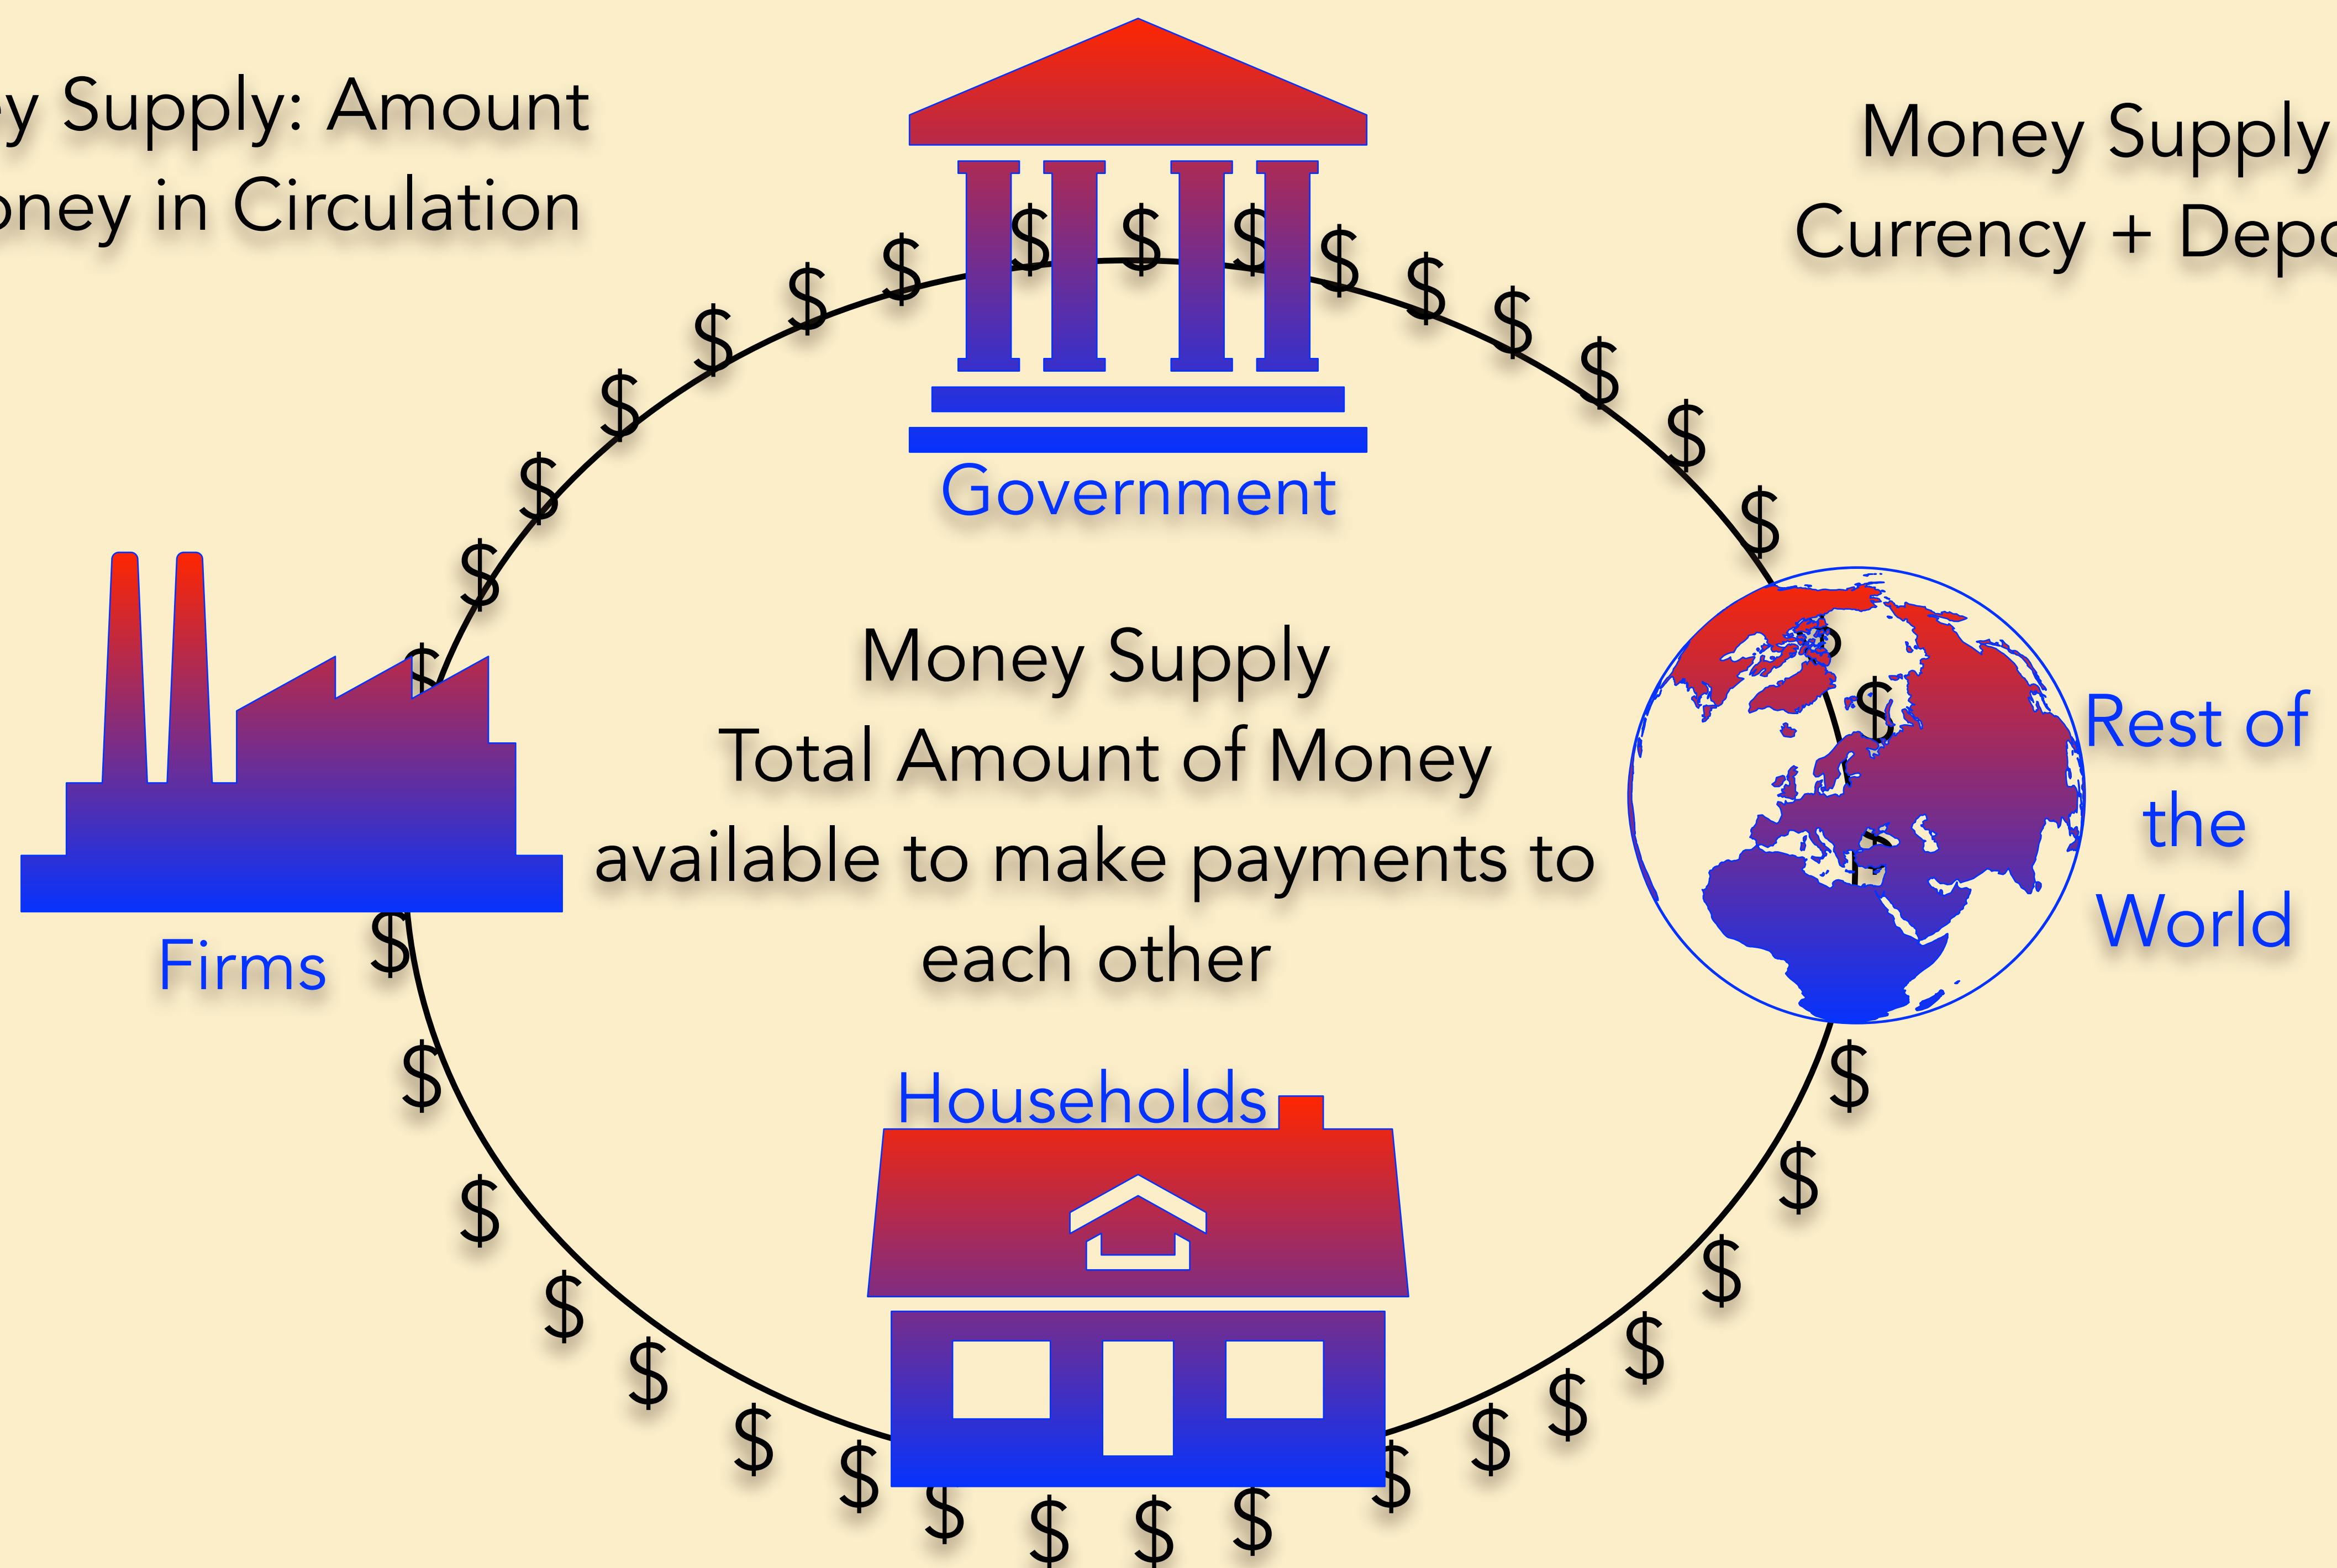 y Supply: Amount
oney in Circulation
Money Supply
Currency + Depo
Government
Money Supply
Total Amount of Money
available to make payments to
each other
Rest of
the
World
Firms
Households
$ $ $ $ $ $ $ $ $ $ $ $ $ $ $ $ $ $ $ $ $ $ $ $ $ $ $ $ $ $ $ $ $ $ $ $ $ $